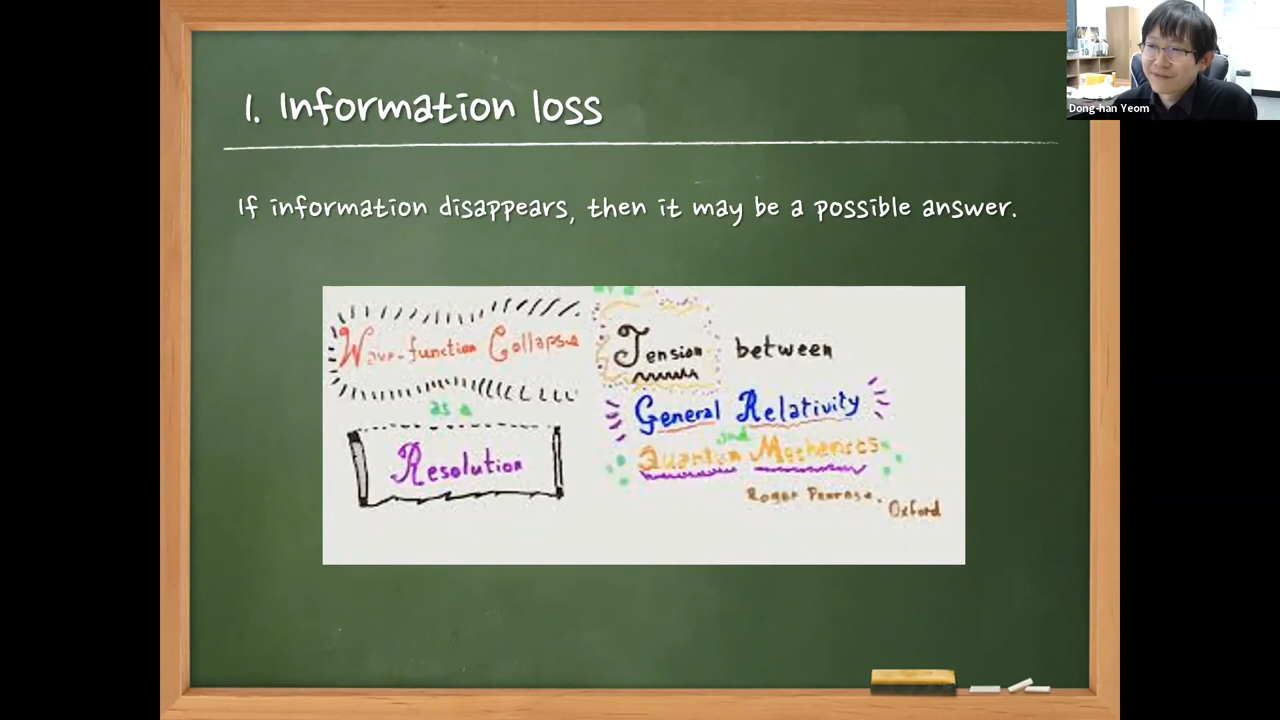 1. Information loss
If information disappears, then it may be a possible answer.
Wave-function Collapse
as a
Resolution
Tension between
General Relativity
and
Quantum Mechanics
Roger Penrose.
Oxford
Dong-han Yeom